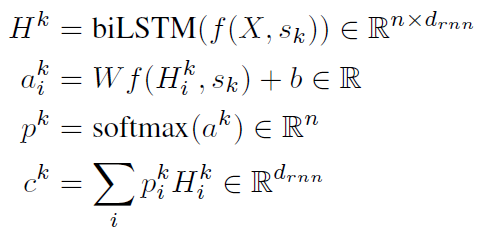 H^k = biLSTM(f(X, s_k)) ∈ ℝ^{n×d_{rnn}}
a_i^k = W f(H_i^k, s_k) + b ∈ ℝ
p^k = softmax(a^k) ∈ ℝ^n
c^k = ∑_i p_i^k H_i^k ∈ ℝ^{d_{rnn}}